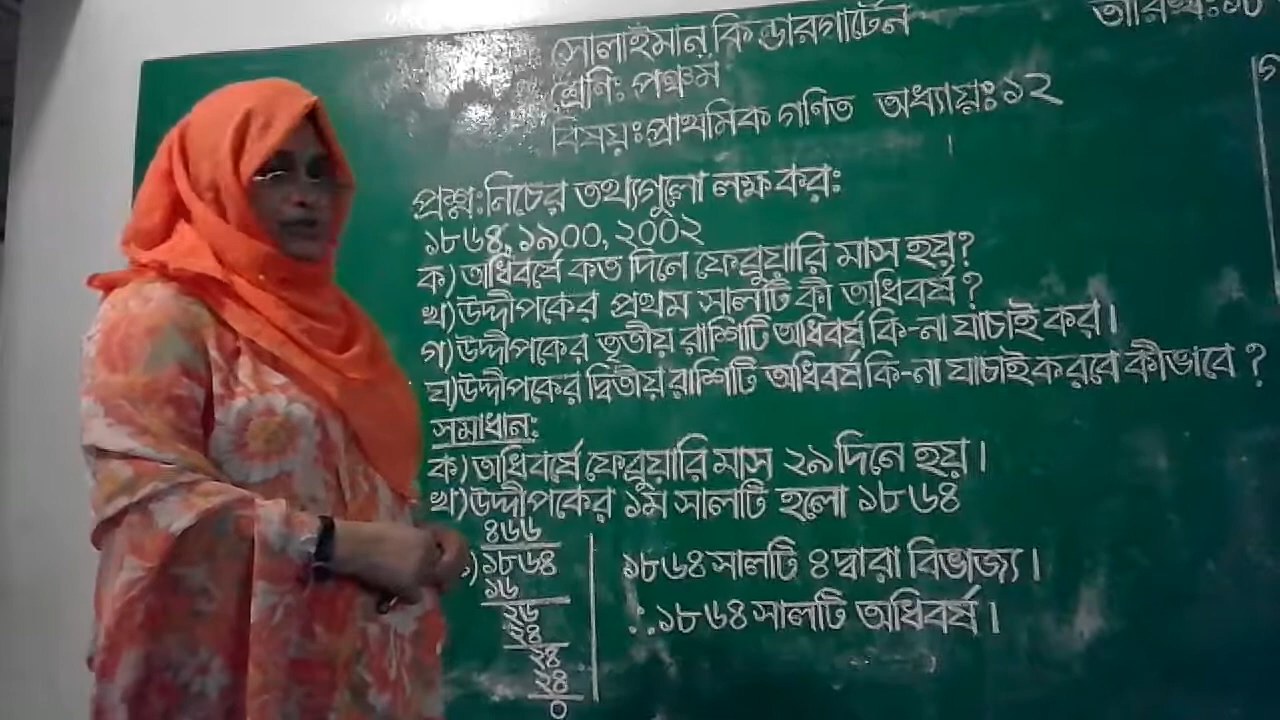 সোলাইমান কিন্ডারগার্টেন
তারিখঃ
শ্রেণিঃ পঞ্চম
বিষয়ঃপ্রাথমিক গণিত অধ্যায়ঃ১২
প্রশ্ন:নিচের তথ্যগুলো লক্ষ কর:
১৮৬৪, ১৯০০, ২০০২
ক) অধিবর্ষে কত দিনে ফেব্রুয়ারি মাস হয়?
খ) উদ্দীপকের প্রথম সালটি কী অধিবর্ষ ?
গ) উদ্দীপকের তৃতীয় রাশিটি অধিবর্ষ কি-না যাচাই কর।
ঘ) উদ্দীপকের দ্বিতীয় রাশিটি অধিবর্ষ কি-না যাচাই করবে কীভাবে ?
সমাধান:
ক) অধিবর্ষে ফেব্রুয়ারি মাস ২৯ দিনে হয়।
খ) উদ্দীপকের ১ম সালটি হলো ১৮৬৪
৪৬৬
)১৮৬৪ ১৮৬৪ সালটি ৪ দ্বারা বিভাজ্য।
১৬
২৬ ∴১৮৬৪ সালটি অধিবর্ষ।
২৪
২৪
২৪
০